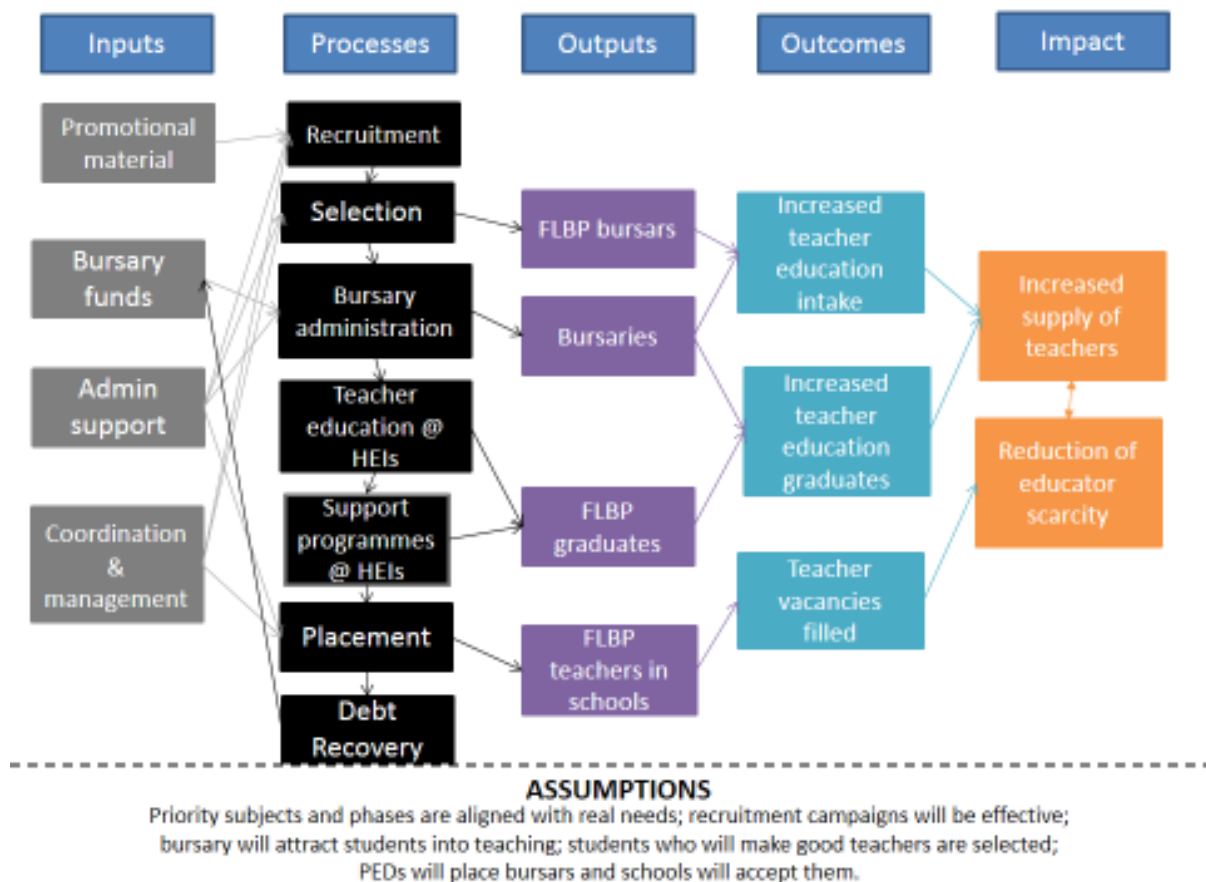 Inputs
Processes
Outputs
Outcomes
Impact
Promotional
material
Bursary
funds
Admin
support
Coordination
&
management
Recruitment
Selection
Bursary
administration
Teacher
education @
HEIs
Support
programmes
@ HEIs
Placement
Debt
Recovery
FLBP bursars
Bursaries
FLBP
graduates
FLBP
teachers in
schools
Increased
teacher
education
intake
Increased
teacher
education
graduates
Teacher
vacancies
filled
Increased
supply of
teachers
Reduction of
educator
scarcity
ASSUMPTIONS
Priority subjects and phases are aligned with real needs; recruitment campaigns will be effective;
bursary will attract students into teaching; students who will make good teachers are selected;
PEDs will place bursars and schools will accept them.